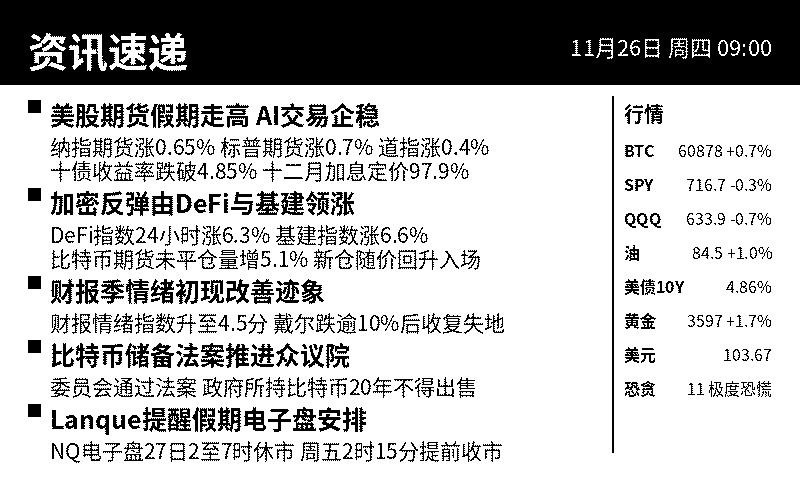 资讯速递
11月26日 周四 09:00
美股期货假期走高 AI交易企稳
纳指期货涨0.65% 标普期货涨0.7% 道指涨0.4%
十债收益率跌破4.85% 十二月加息定价97.9%
加密反弹由DeFi与基建领涨
DeFi指数24小时涨6.3% 基建指数涨6.6%
比特币期货未平仓量增5.1% 新仓随价回升入场
财报季情绪初现改善迹象
财报情绪指数升至4.5分 戴尔跌逾10%后收复失地
比特币储备法案推进众议院
委员会通过法案 政府所持比特币20年不得出售
Lanque提醒假期电子盘安排
NQ电子盘27日2至7时休市 周五2时15分提前收市
行情
BTC 60878 +0.7%
SPY 716.7 -0.3%
QQQ 633.9 -0.7%
油 84.5 +1.0%
美债10Y 4.86%
黄金 3597 +1.7%
美元 103.67
恐贪 11 极度恐慌